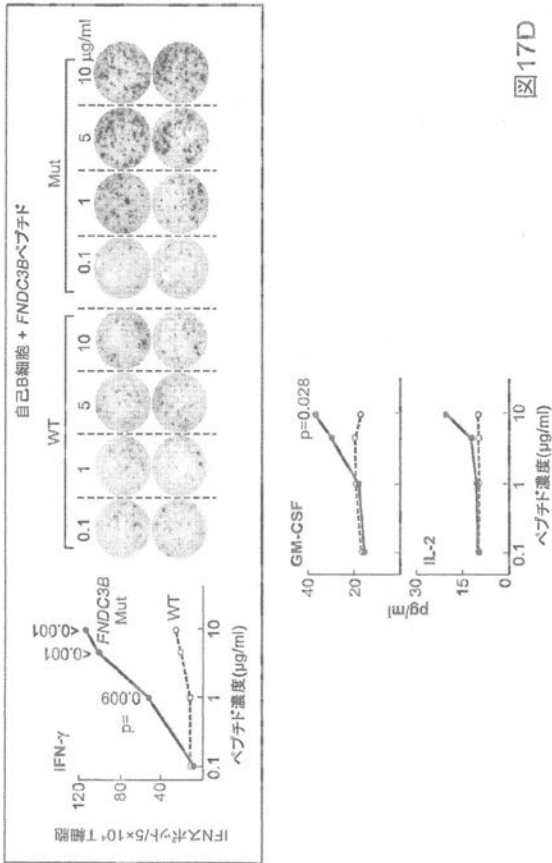 自己B細胞 + FNDC3Bペプチド
WT
Mut
0.1 1 5 10 0.1 1 5 10 μg/ml
IFN-γ
IFNスポット/5×10⁴ T細胞
120
80
40
p=
0.009
<0.001
<0.001
FNDC3B
Mut
WT
0.1 1 10
ペプチド濃度(μg/ml)
GM-CSF
p=0.028
40
20
pg/ml
IL-2
20
0
0.1 1 10
ペプチド濃度(μg/ml)
図17D